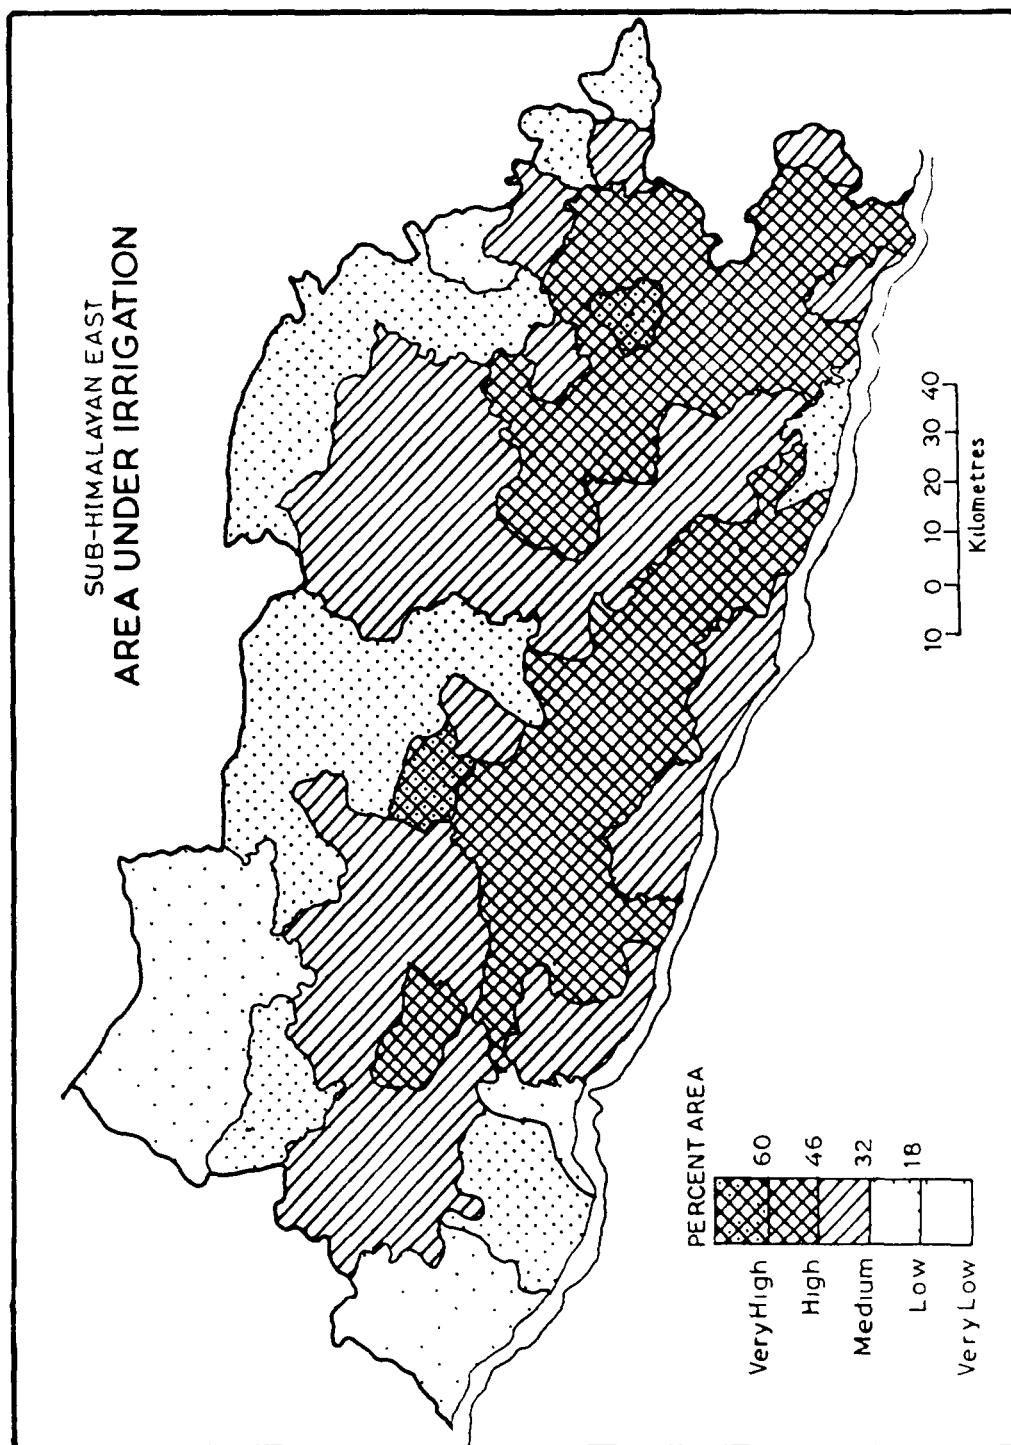 SUB-HIMALAYAN EAST
AREA UNDER IRRIGATION
PERCENT AREA
Very High
60
High
46
Medium
32
Low
18
Very Low
10 0 10 20 30 40
Kilometres